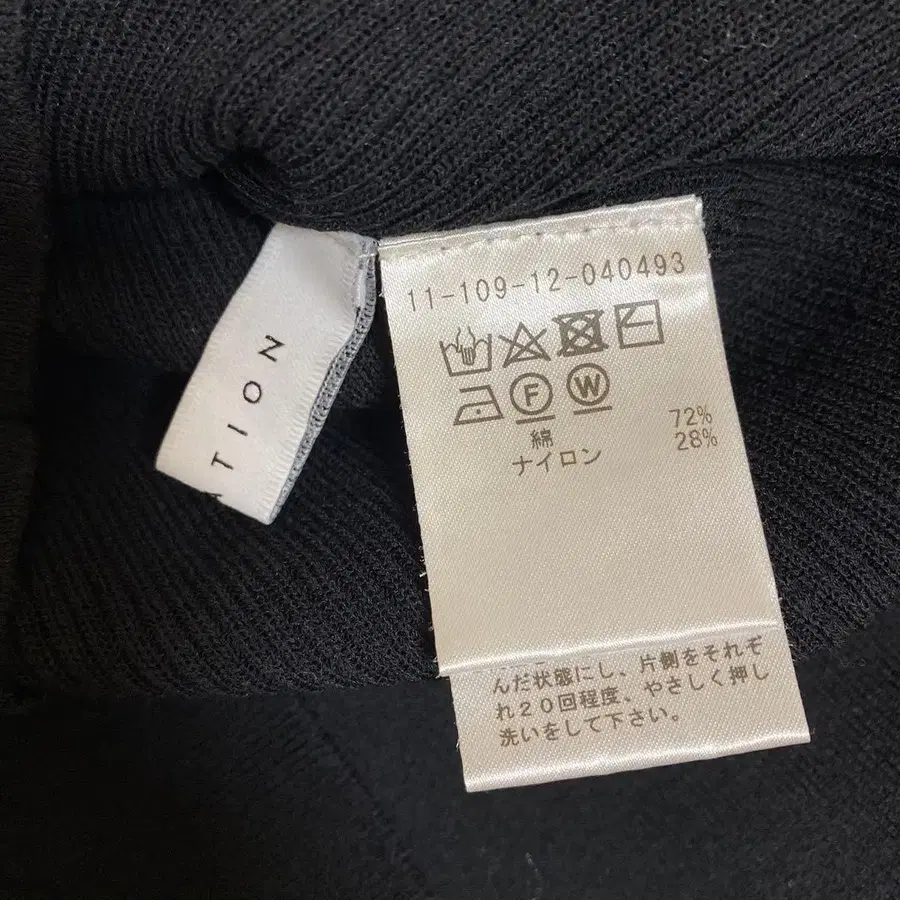 ATION
11-109-12-040493
F W
綿 72%
ナイロン 28%
んだ状態にし、片側をそれぞ
れ20回程度、やさしく押し
洗いをして下さい。